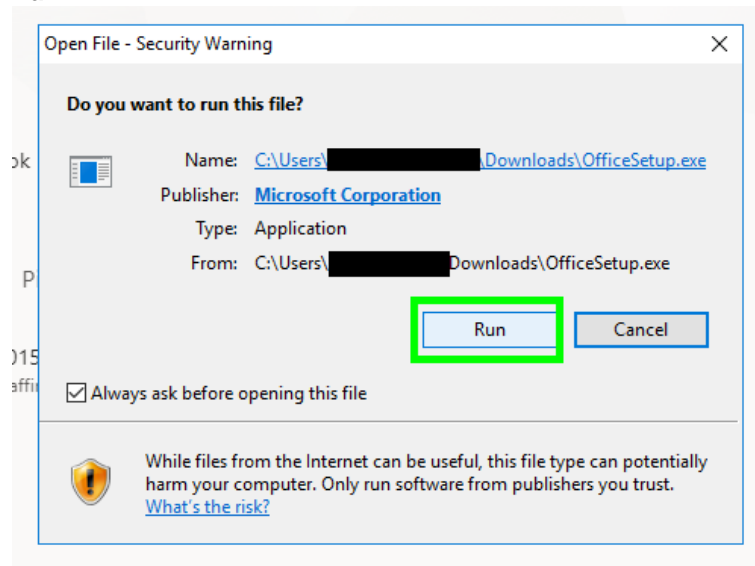 Open File - Security Warning
Do you want to run this file?
Name: C:\Users\ \Downloads\OfficeSetup.exe
Publisher: Microsoft Corporation
Type: Application
From: C:\Users\ Downloads\OfficeSetup.exe
Run Cancel
Always ask before opening this file
While files from the Internet can be useful, this file type can potentially
harm your computer. Only run software from publishers you trust.
What's the risk?